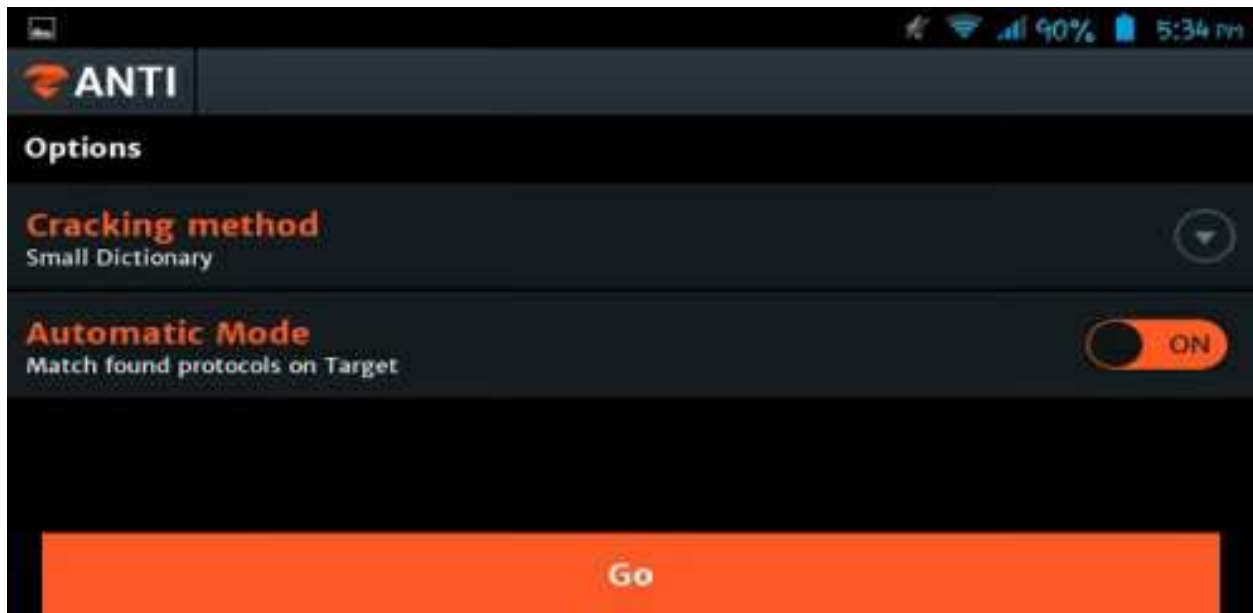 90% 5:34 PM
ANTI
Options
Cracking method
Small Dictionary
Automatic Mode
Match found protocols on Target
ON
Go